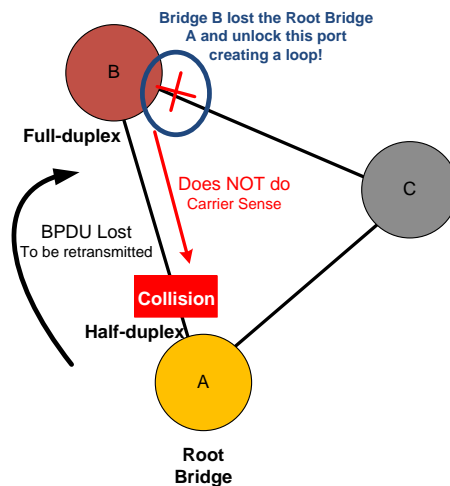 Bridge B lost the Root Bridge
A and unlock this port
creating a loop!
B
Full-duplex
C
Does NOT do
Carrier Sense
BPDU Lost
To be retransmitted
Collision
Half-duplex
A
Root
Bridge